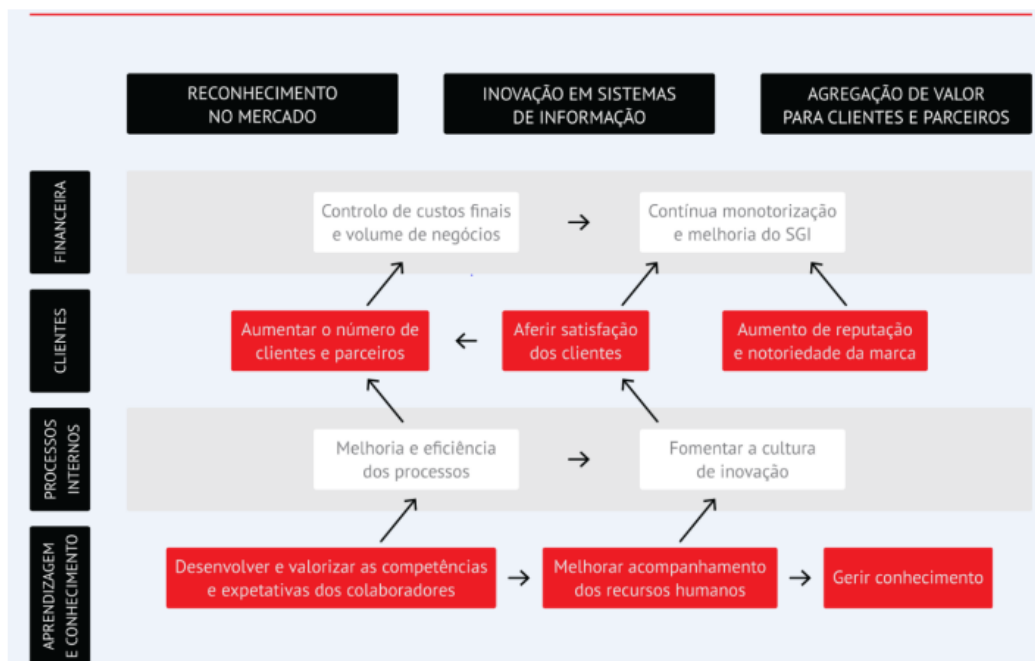 RECONHECIMENTO
NO MERCADO
INOVAÇÃO EM SISTEMAS
DE INFORMAÇÃO
AGREGAÇÃO DE VALOR
PARA CLIENTES E PARCEIROS
FINANCEIRA
Controlo de custos finais
e volume de negócios
Contínua monotorização
e melhoria do SGI
CLIENTES
Aumentar o número de
clientes e parceiros
Aferir satisfação
dos clientes
Aumento de reputação
e notoriedade da marca
PROCESSOS
INTERNOS
Melhoria e eficiência
dos processos
Fomentar a cultura
de inovação
APRENDIZAGEM
E CONHECIMENTO
Desenvolver e valorizar as competências
e expetativas dos colaboradores
Melhorar acompanhamento
dos recursos humanos
Gerir conhecimento